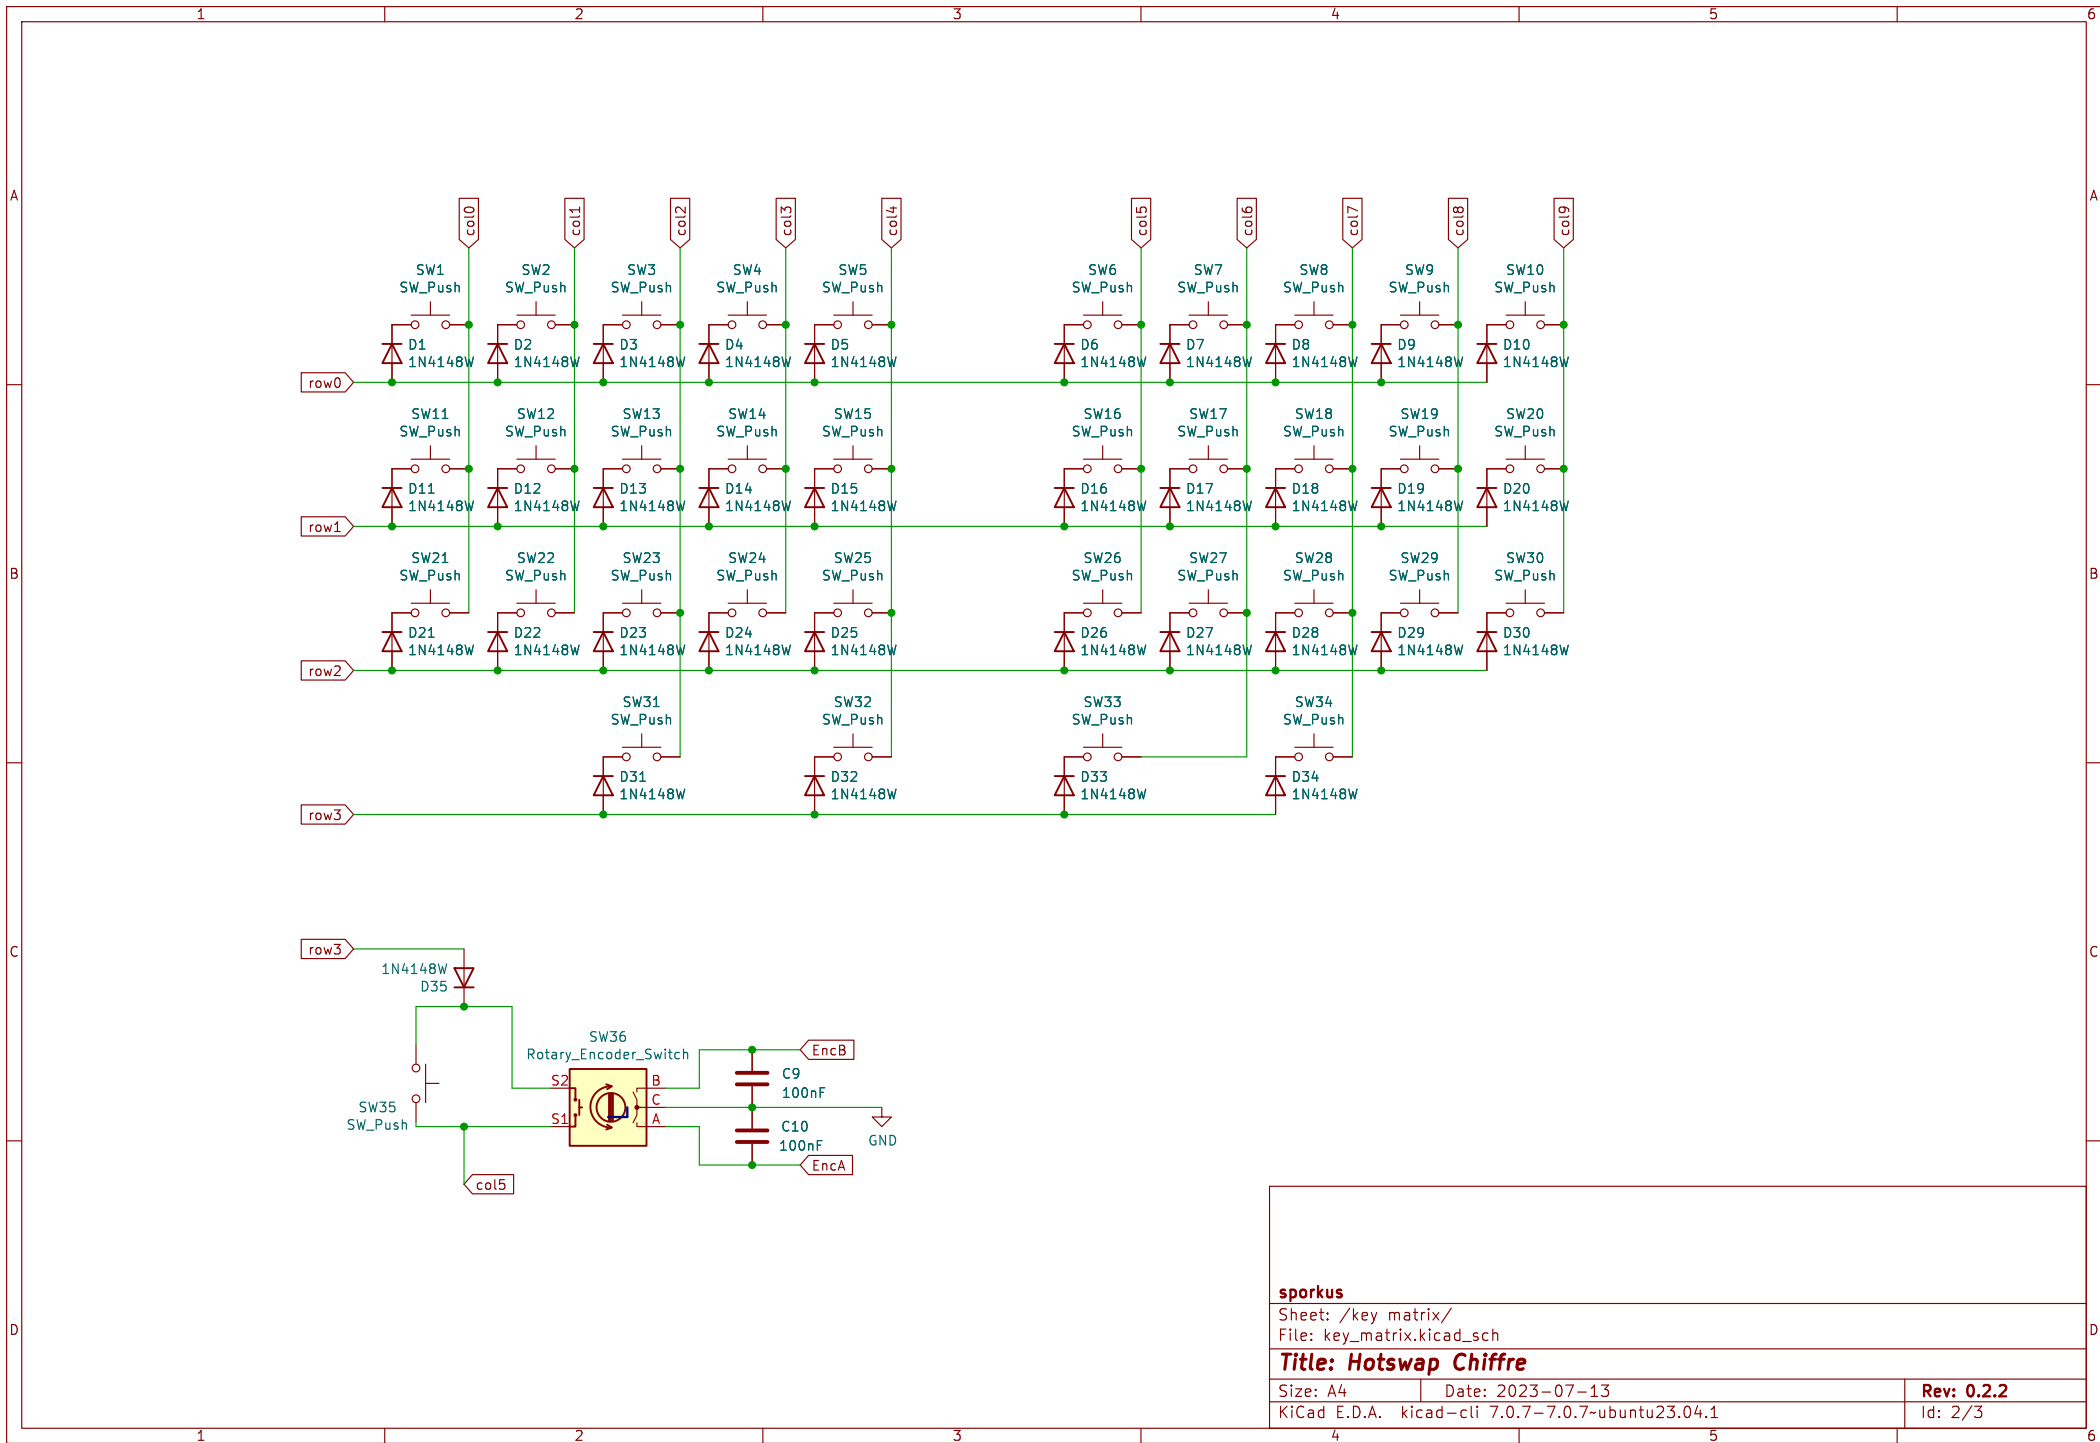 1 2 3 4 5 6
A A
col0 col1 col2 col3 col4 col5 col6 col7 col8 col9
SW1 SW2 SW3 SW4 SW5 SW6 SW7 SW8 SW9 SW10
SW_Push SW_Push SW_Push SW_Push SW_Push SW_Push SW_Push SW_Push SW_Push SW_Push
D1 D2 D3 D4 D5 D6 D7 D8 D9 D10
1N4148W 1N4148W 1N4148W 1N4148W 1N4148W 1N4148W 1N4148W 1N4148W 1N4148W 1N4148W
row0
SW11 SW12 SW13 SW14 SW15 SW16 SW17 SW18 SW19 SW20
SW_Push SW_Push SW_Push SW_Push SW_Push SW_Push SW_Push SW_Push SW_Push SW_Push
D11 D12 D13 D14 D15 D16 D17 D18 D19 D20
1N4148W 1N4148W 1N4148W 1N4148W 1N4148W 1N4148W 1N4148W 1N4148W 1N4148W 1N4148W
row1
SW21 SW22 SW23 SW24 SW25 SW26 SW27 SW28 SW29 SW30
B B
SW_Push SW_Push SW_Push SW_Push SW_Push SW_Push SW_Push SW_Push SW_Push SW_Push
D21 D22 D23 D24 D25 D26 D27 D28 D29 D30
1N4148W 1N4148W 1N4148W 1N4148W 1N4148W 1N4148W 1N4148W 1N4148W 1N4148W 1N4148W
row2
SW31 SW32 SW33 SW34
SW_Push SW_Push SW_Push SW_Push
D31 D32 D33 D34
1N4148W 1N4148W 1N4148W 1N4148W
row3
C C
row3
1N4148W
D35
SW36
Rotary_Encoder_Switch
EncB
C9
100nF
S2 B
C
S1 A
SW35
SW_Push
C10
100nF
GND
EncA
col5
sporkus
Sheet: /key matrix/
File: key_matrix.kicad_sch
D D
Title: Hotswap Chiffre
Size: A4 Date: 2023-07-13 Rev: 0.2.2
KiCad E.D.A. kicad-cli 7.0.7-7.0.7~ubuntu23.04.1 Id: 2/3
1 2 3 4 5 6